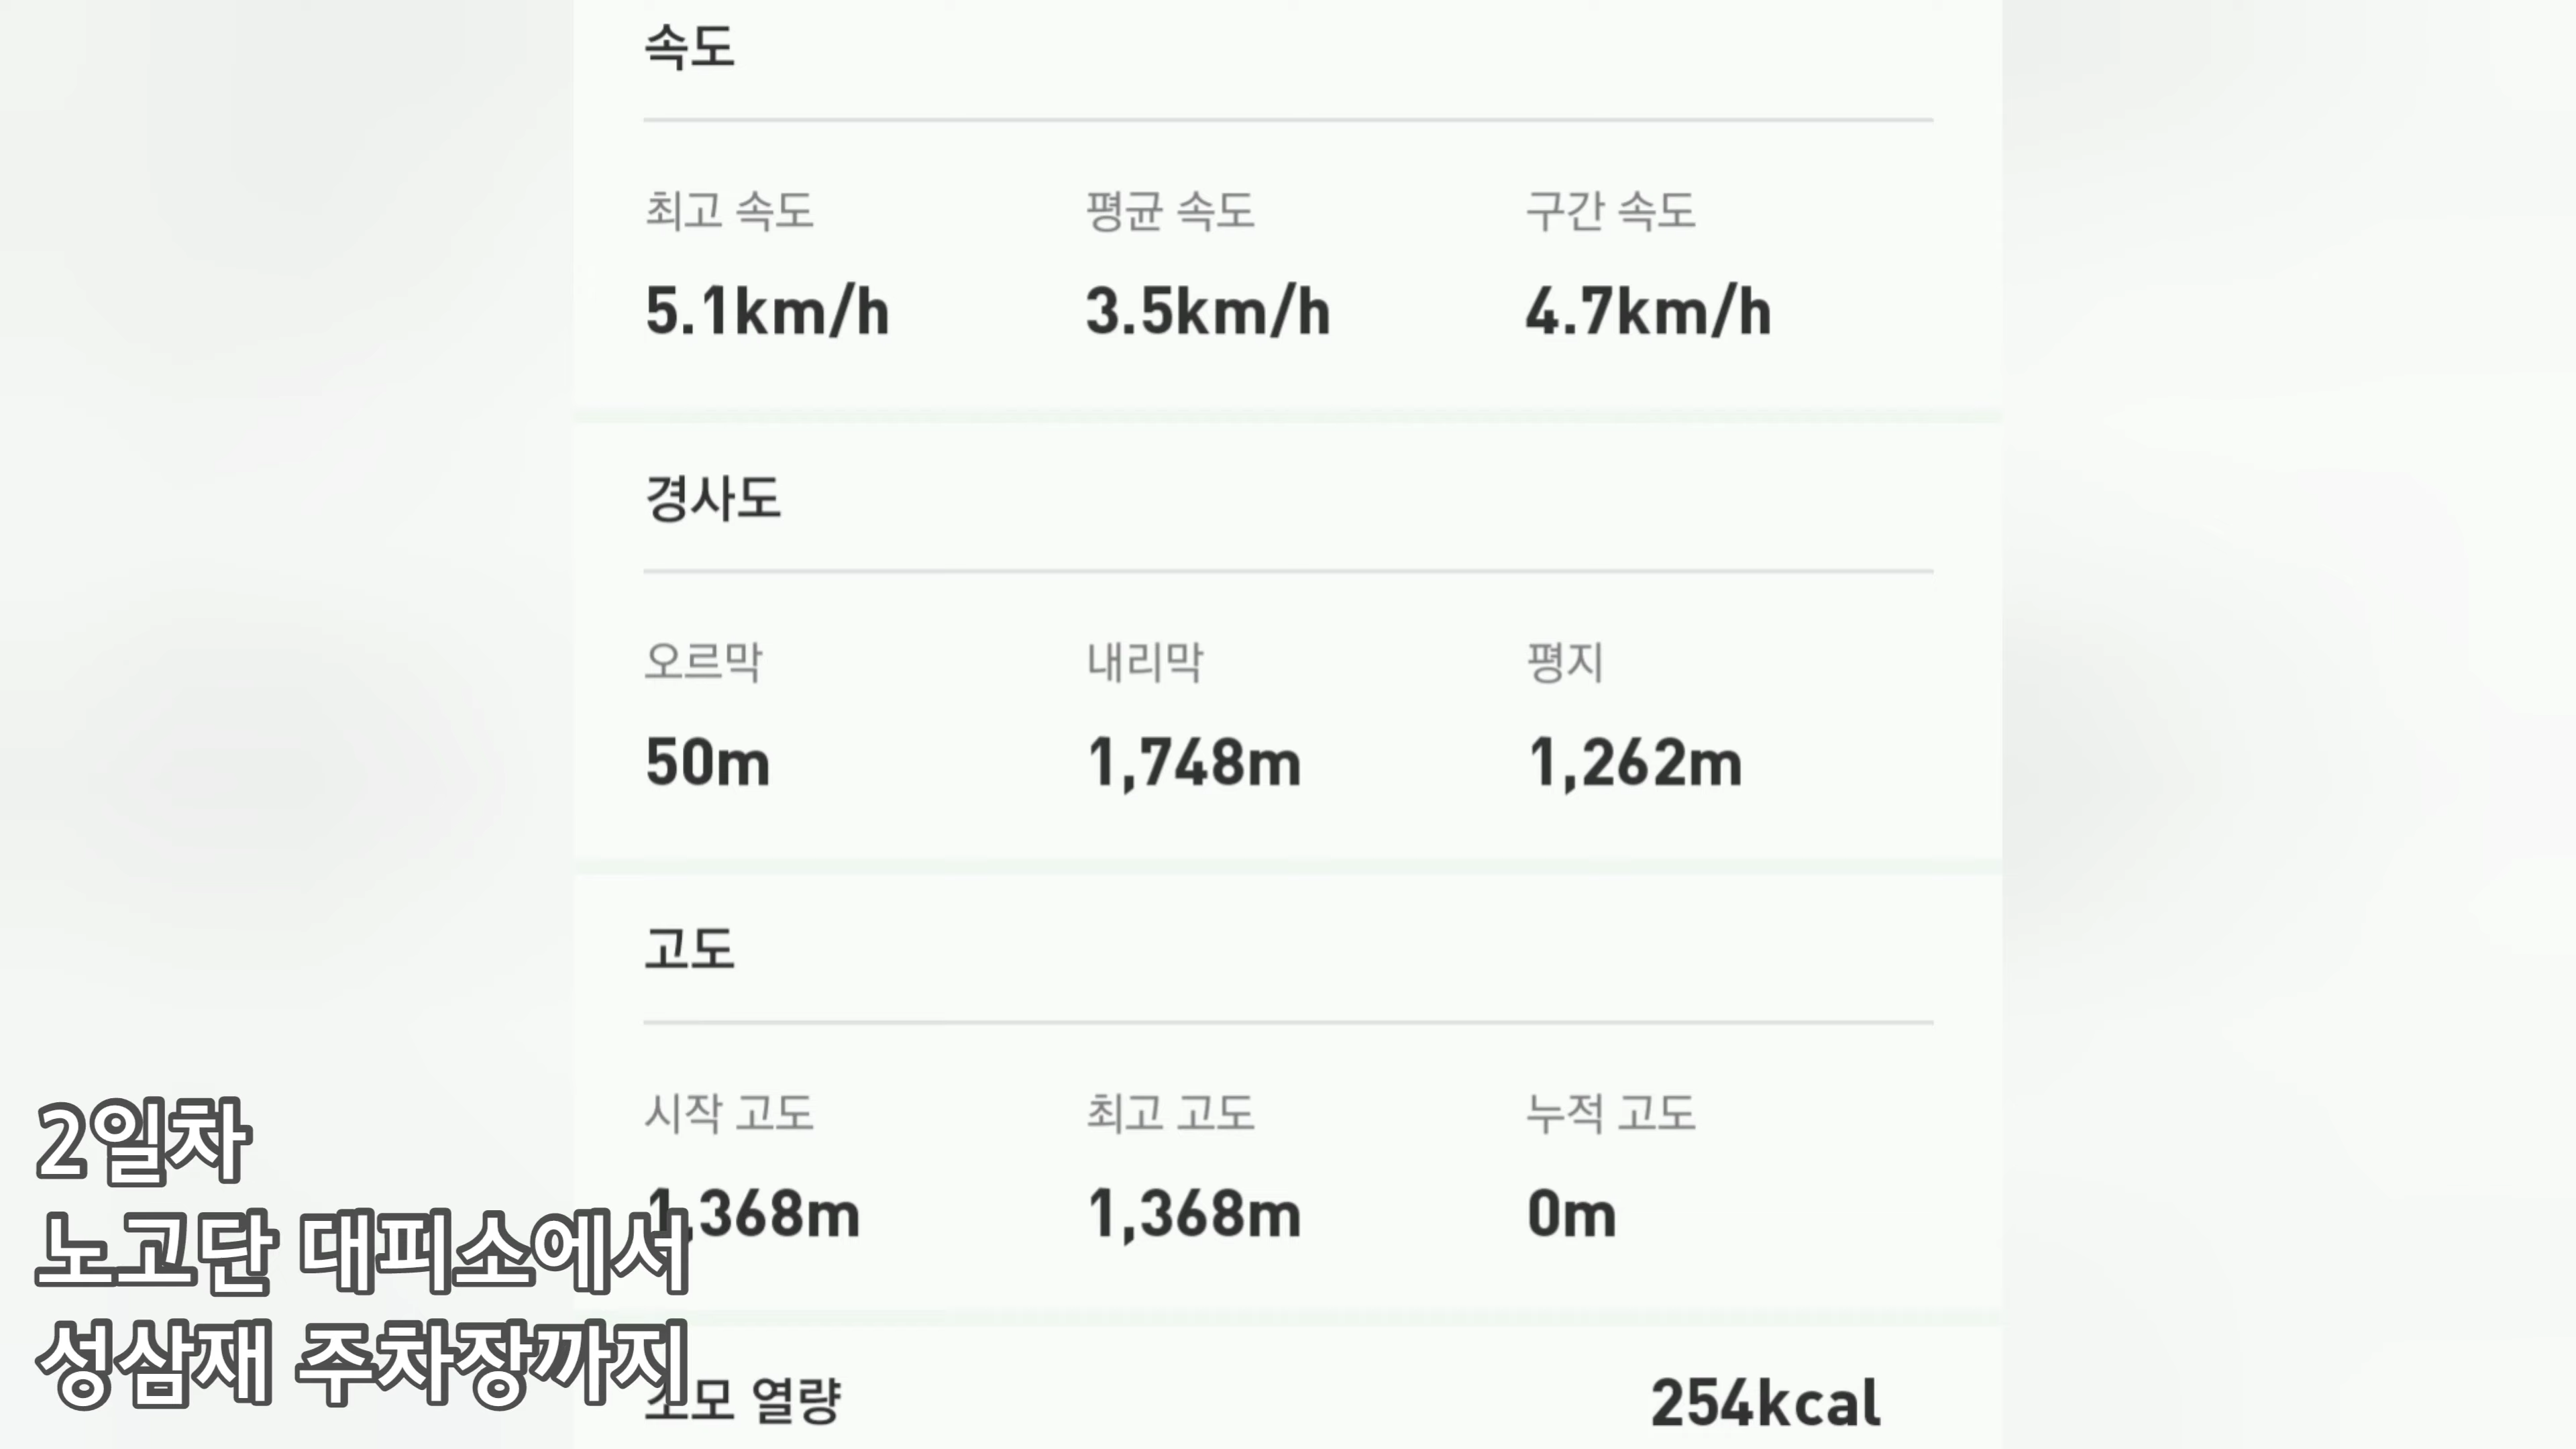 속도
최고 속도 평균 속도 구간 속도
5.1km/h 3.5km/h 4.7km/h
경사도
오르막 내리막 평지
50m 1,748m 1,262m
고도
시작 고도 최고 고도 누적 고도
1,368m 1,368m 0m
소모 열량 254kcal
2일차
노고단 대피소에서
성삼재 주차장까지